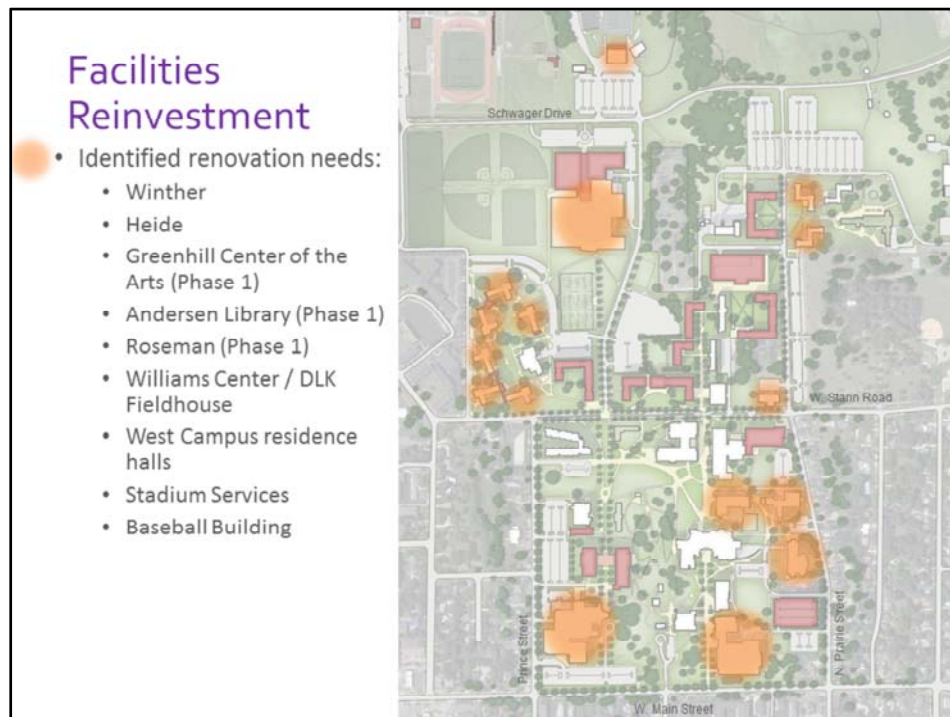 Facilities
Reinvestment
• Identified renovation needs:
• Winther
• Heide
• Greenhill Center of the
Arts (Phase 1)
• Andersen Library (Phase 1)
• Roseman (Phase 1)
• Williams Center / DLK
Fieldhouse
• West Campus residence
halls
• Stadium Services
• Baseball Building
Schwager Drive
W. Starin Road
Prince Street
N. Prairie Street
W. Main Street